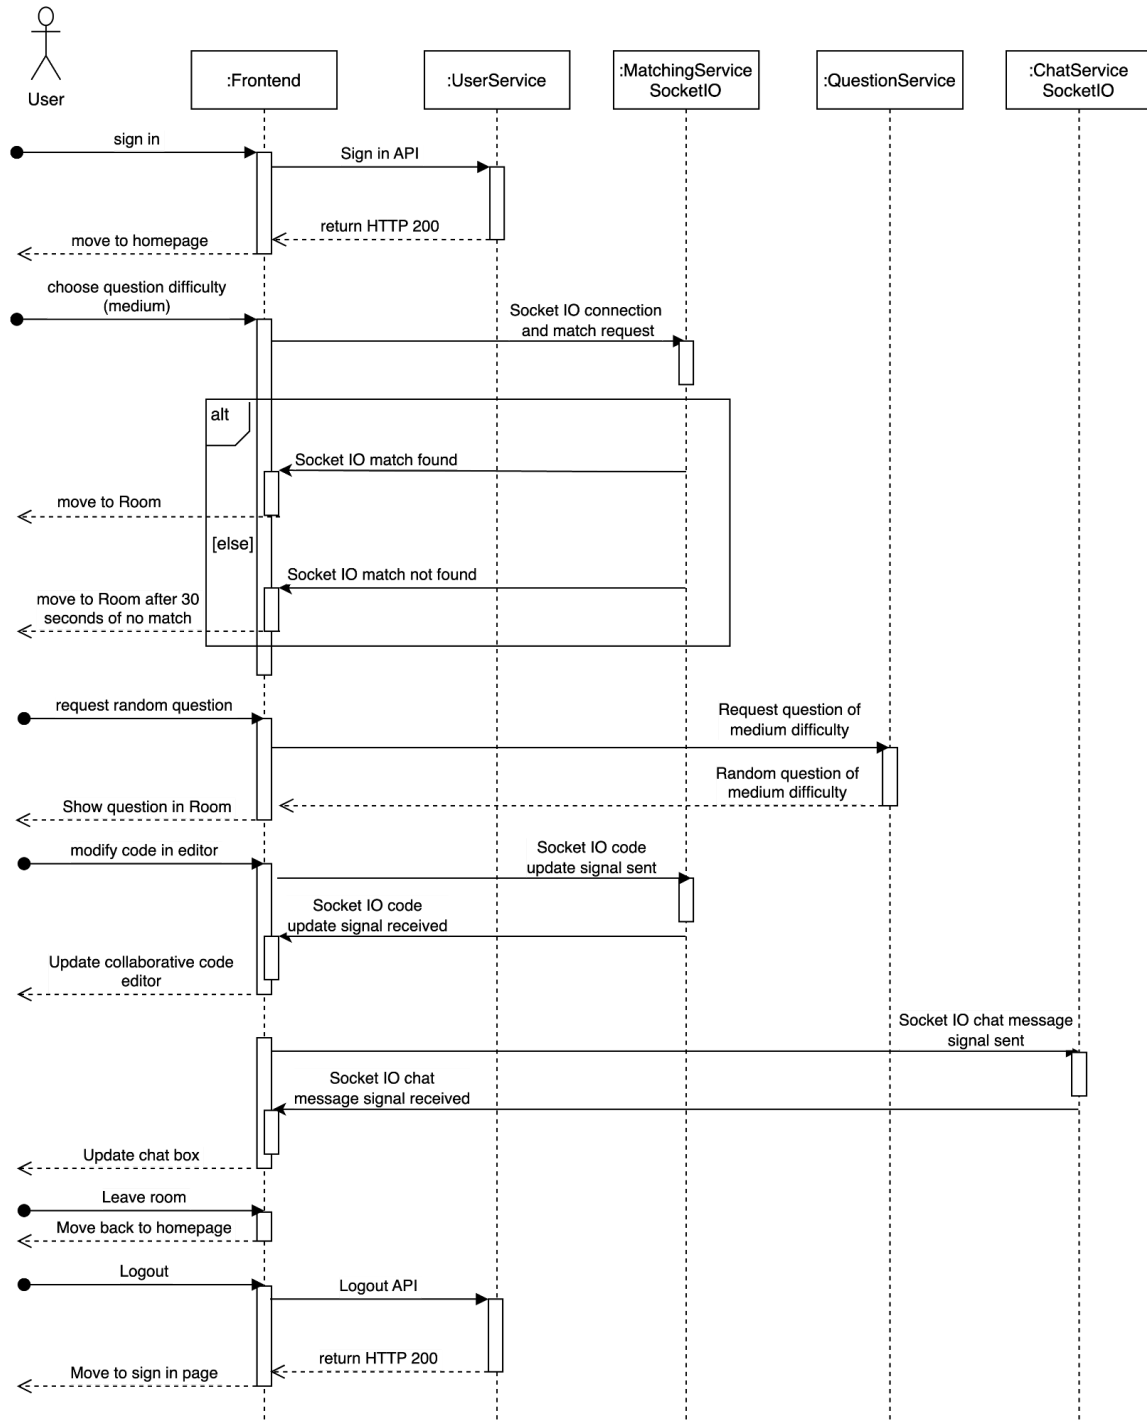 User
:Frontend
:UserService
:MatchingService
SocketIO
:QuestionService
:ChatService
SocketIO
sign in
Sign in API
return HTTP 200
move to homepage
choose question difficulty
(medium)
Socket IO connection
and match request
alt
Socket IO match found
move to Room
[else]
Socket IO match not found
move to Room after 30
seconds of no match
request random question
Request question of
medium difficulty
Random question of
medium difficulty
Show question in Room
modify code in editor
Socket IO code
update signal sent
Socket IO code
update signal received
Update collaborative code
editor
Socket IO chat message
signal sent
Socket IO chat
message signal received
Update chat box
Leave room
Move back to homepage
Logout
Logout API
return HTTP 200
Move to sign in page